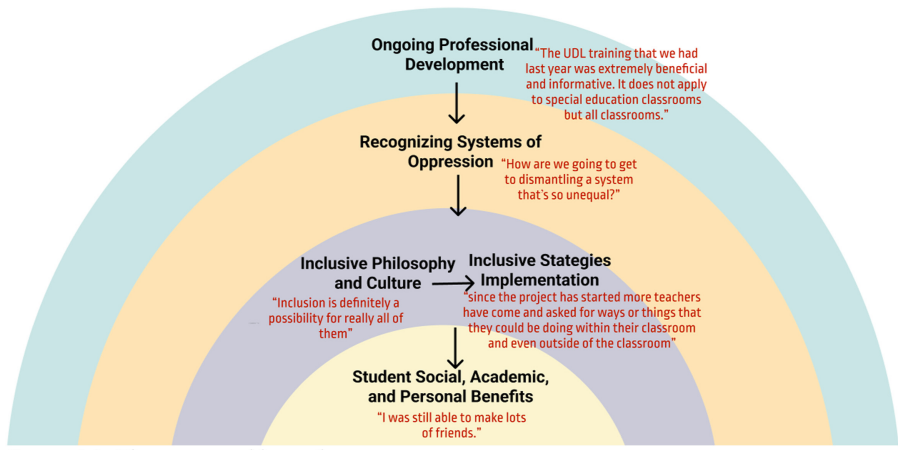 Ongoing Professional
Development
“The UDL training that we had
last year was extremely beneficial
and informative. It does not apply
to special education classrooms
but all classrooms.”
Recognizing Systems of
Oppression
“How are we going to get
to dismantling a system
that’s so unequal?”
Inclusive Philosophy
and Culture
“Inclusion is definitely a
possibility for really all of
them”
Inclusive Stategies
Implementation
“since the project has started more teachers
have come and asked for ways or things that
they could be doing within their classroom
and even outside of the classroom”
Student Social, Academic,
and Personal Benefits
“I was still able to make lots
of friends.”